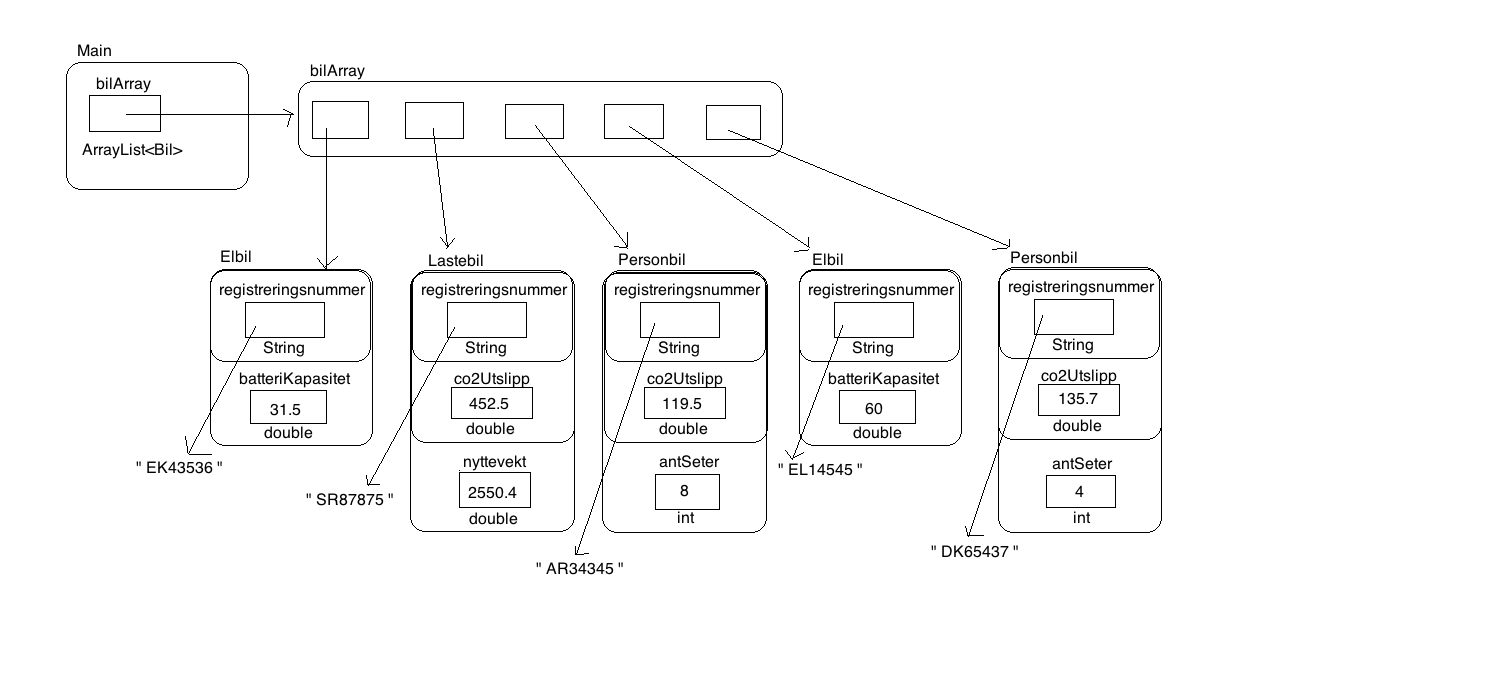 Main
bilArray
ArrayList<Bil>
bilArray
Elbil
registreringsnummer
String
batteriKapasitet
31.5
double
" EK43536 "
Lastebil
registreringsnummer
String
co2Utslipp
452.5
double
nyttevekt
2550.4
double
" SR87875 "
Personbil
registreringsnummer
String
co2Utslipp
119.5
double
antSeter
8
int
" AR34345 "
Elbil
registreringsnummer
String
batteriKapasitet
60
double
" EL14545 "
Personbil
registreringsnummer
String
co2Utslipp
135.7
double
antSeter
4
int
" DK65437 "